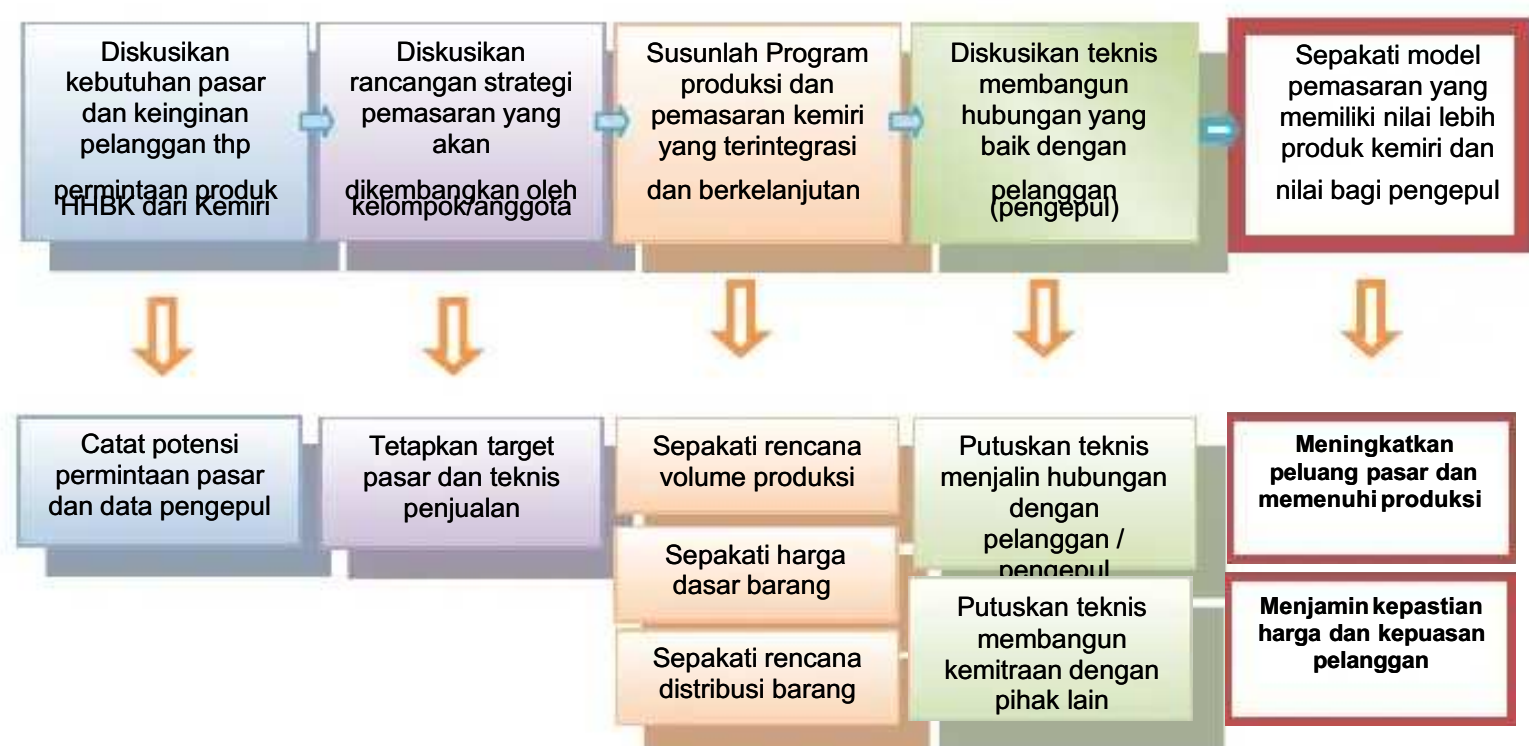 Diskusikan
kebutuhan pasar
dan keinginan
pelanggan thp
permintaan produk
HHBK dari Kemiri
Diskusikan
rancangan strategi
pemasaran yang
akan
dikembangkan oleh
kelompok/anggota
Susunlah Program
produksi dan
pemasaran kemiri
yang terintegrasi
dan berkelanjutan
Diskusikan teknis
membangun
hubungan yang
baik dengan
pelanggan
(pengepul)
Sepakati model
pemasaran yang
memiliki nilai lebih
produk kemiri dan
nilai bagi pengepul
Catat potensi
permintaan pasar
dan data pengepul
Tetapkan target
pasar dan teknis
penjualan
Sepakati rencana
volume produksi
Sepakati harga
dasar barang
Sepakati rencana
distribusi barang
Putuskan teknis
menjalin hubungan
dengan
pelanggan /
pengepul
Putuskan teknis
membangun
kemitraan dengan
pihak lain
Meningkatkan
peluang pasar dan
memenuhi produksi
Menjamin kepastian
harga dan kepuasan
pelanggan